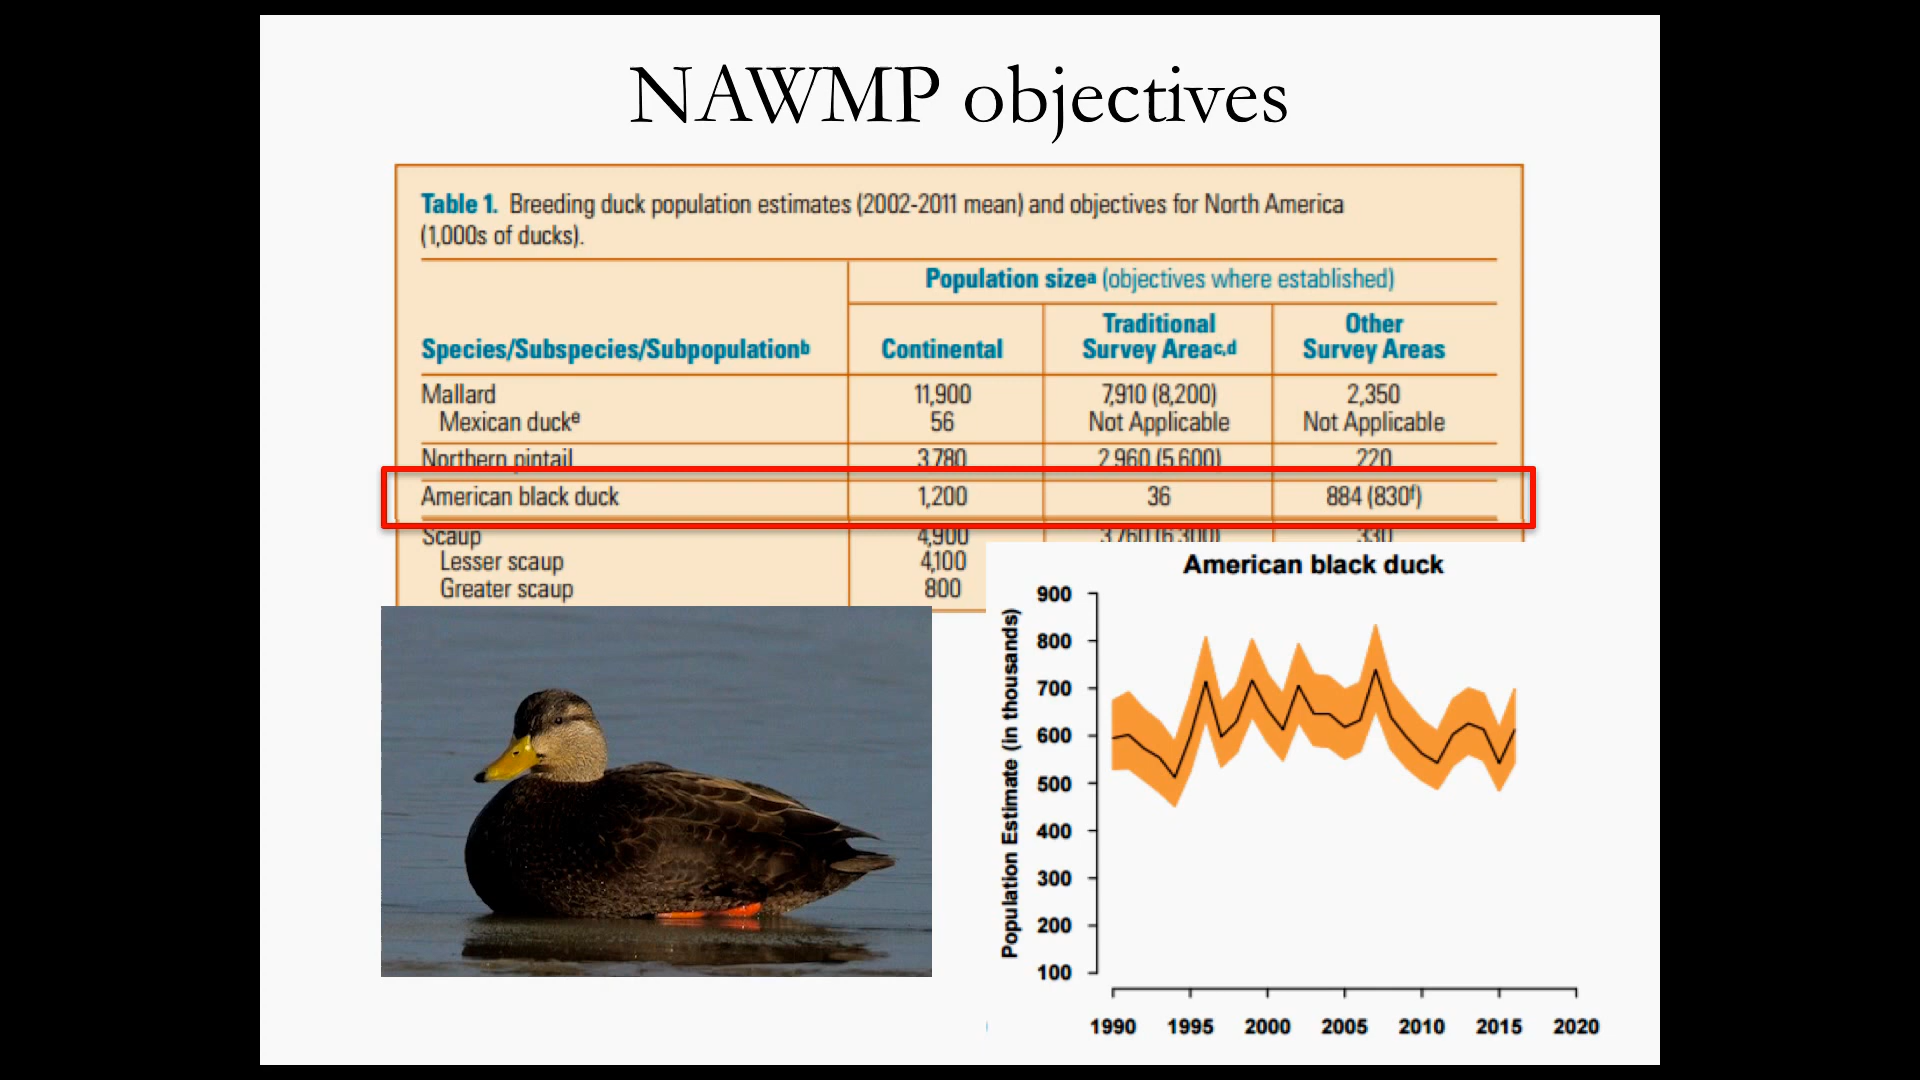 NAWMP objectives
Table 1. Breeding duck population estimates (2002-2011 mean) and objectives for North America
(1,000s of ducks).
Population sizeᵃ (objectives where established)
Species/Subspecies/Subpopulationᵇ
Continental
Traditional
Survey Areaᶜ,ᵈ
Other
Survey Areas
Mallard 11,900 7,910 (8,200) 2,350
Mexican duckᵉ 56 Not Applicable Not Applicable
Northern pintail 3,780 2,960 (5,600) 220
American black duck 1,200 36 884 (830ᶠ)
Scaup 4,900 3,760 (6,300) 330
Lesser scaup 4,100
Greater scaup 800
American black duck
Population Estimate (in thousands)
900
800
700
600
500
400
300
200
100
1990 1995 2000 2005 2010 2015 2020